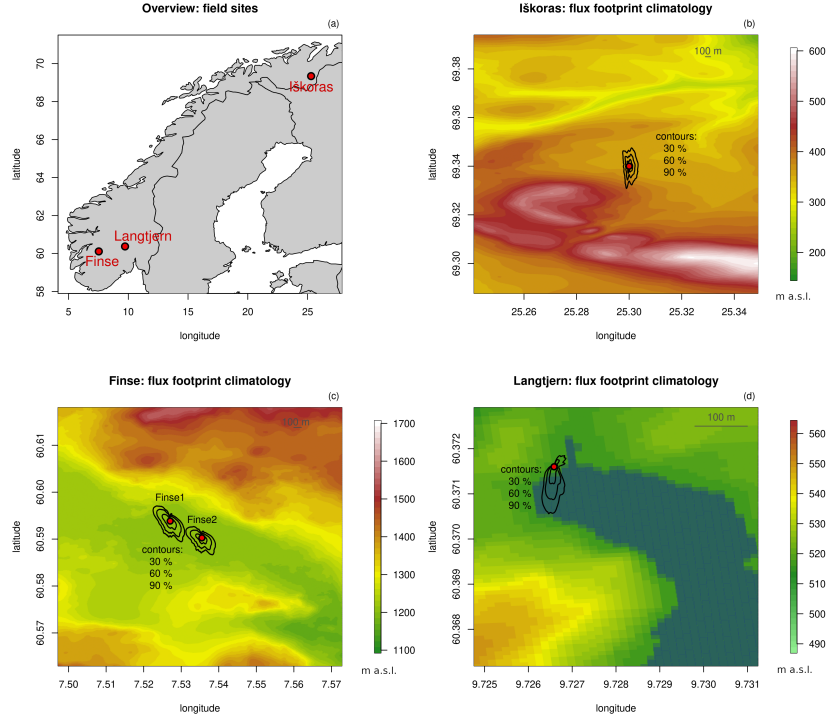 Overview: field sites
(a)
Iškoras
Langtjern
Finse
70
68
66
64
62
60
58
latitude
5
10
15
20
25
longitude
Iškoras: flux footprint climatology
(b)
100 m
contours:
30 %
60 %
90 %
69.38
69.36
69.34
69.32
69.30
latitude
25.26
25.28
25.30
25.32
25.34
longitude
600
500
400
300
200
m a.s.l.
Finse: flux footprint climatology
(c)
100 m
Finse1
Finse2
contours:
30 %
60 %
90 %
60.61
60.60
60.59
60.58
60.57
latitude
7.50
7.51
7.52
7.53
7.54
7.55
7.56
7.57
longitude
1700
1600
1500
1400
1300
1200
1100
m a.s.l.
Langtjern: flux footprint climatology
(d)
100 m
contours:
30 %
60 %
90 %
60.372
60.371
60.370
60.369
60.368
latitude
9.725
9.726
9.727
9.728
9.729
9.730
9.731
longitude
560
550
540
530
520
510
500
490
m a.s.l.